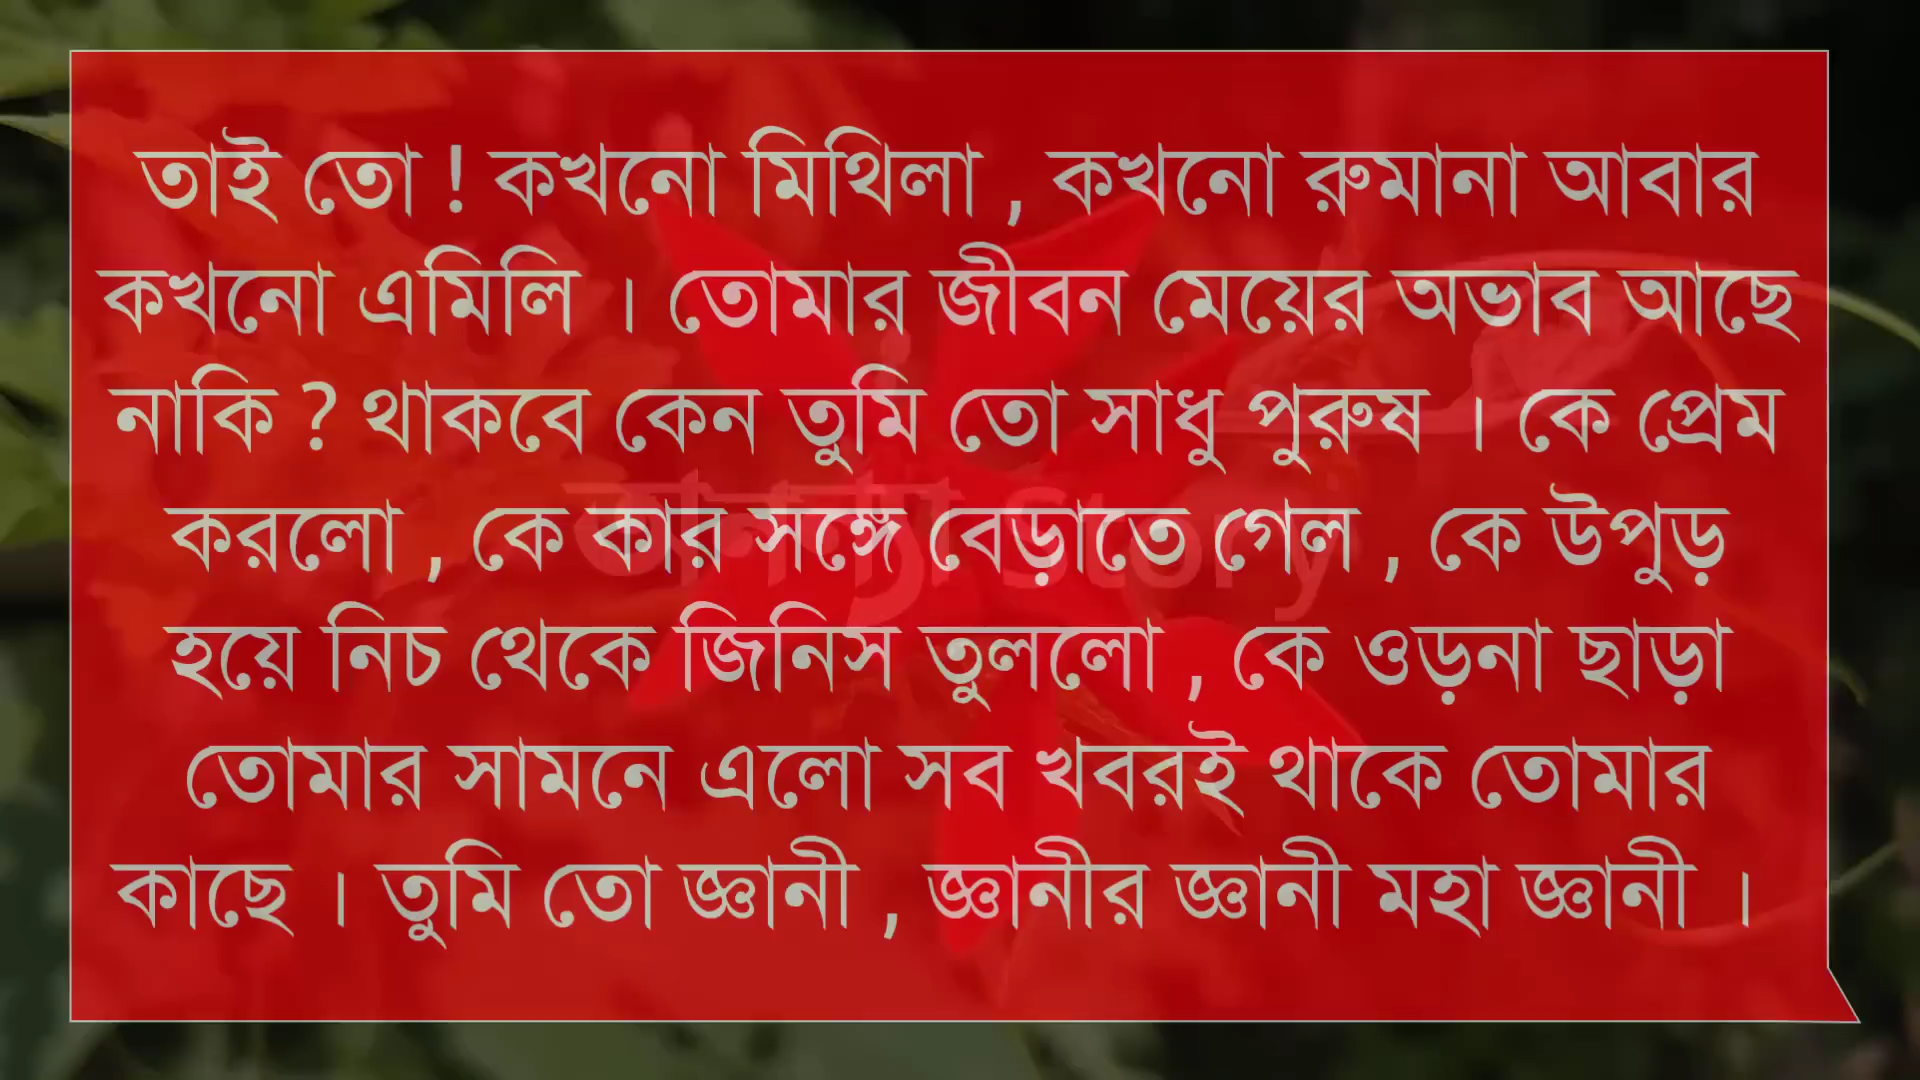 তাই তো ! কখনো মিথিলা , কখনো রুমানা আবার
কখনো এমিলি । তোমার জীবন মেয়ের অভাব আছে
নাকি ? থাকবে কেন তুমি তো সাধু পুরুষ । কে প্রেম
করলো , কে কার সঙ্গে বেড়াতে গেল , কে উপুড়
হয়ে নিচ থেকে জিনিস তুললো , কে ওড়না ছাড়া
তোমার সামনে এলো সব খবরই থাকে তোমার
কাছে । তুমি তো জ্ঞানী , জ্ঞানীর জ্ঞানী মহা জ্ঞানী ।
Story